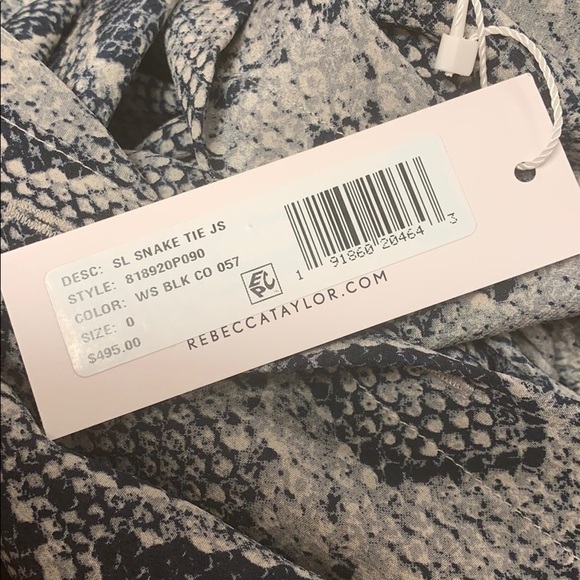 DESC: SL SNAKE TIE JS
STYLE: 818920P090
COLOR: WS BLK CO 057
SIZE: 0
$495.00
EPC
1 91860 20464 3
REBECCATAYLOR.COM